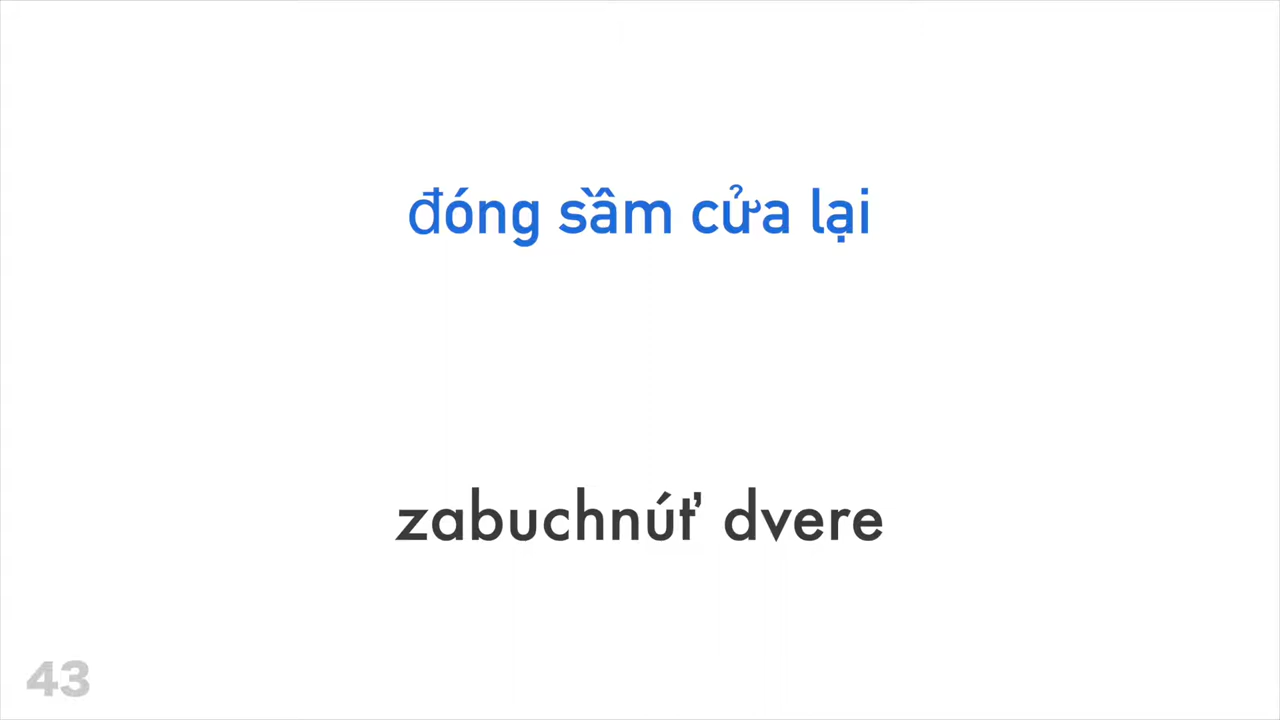 đóng sầm cửa lại
zabuchnúť dvere
43